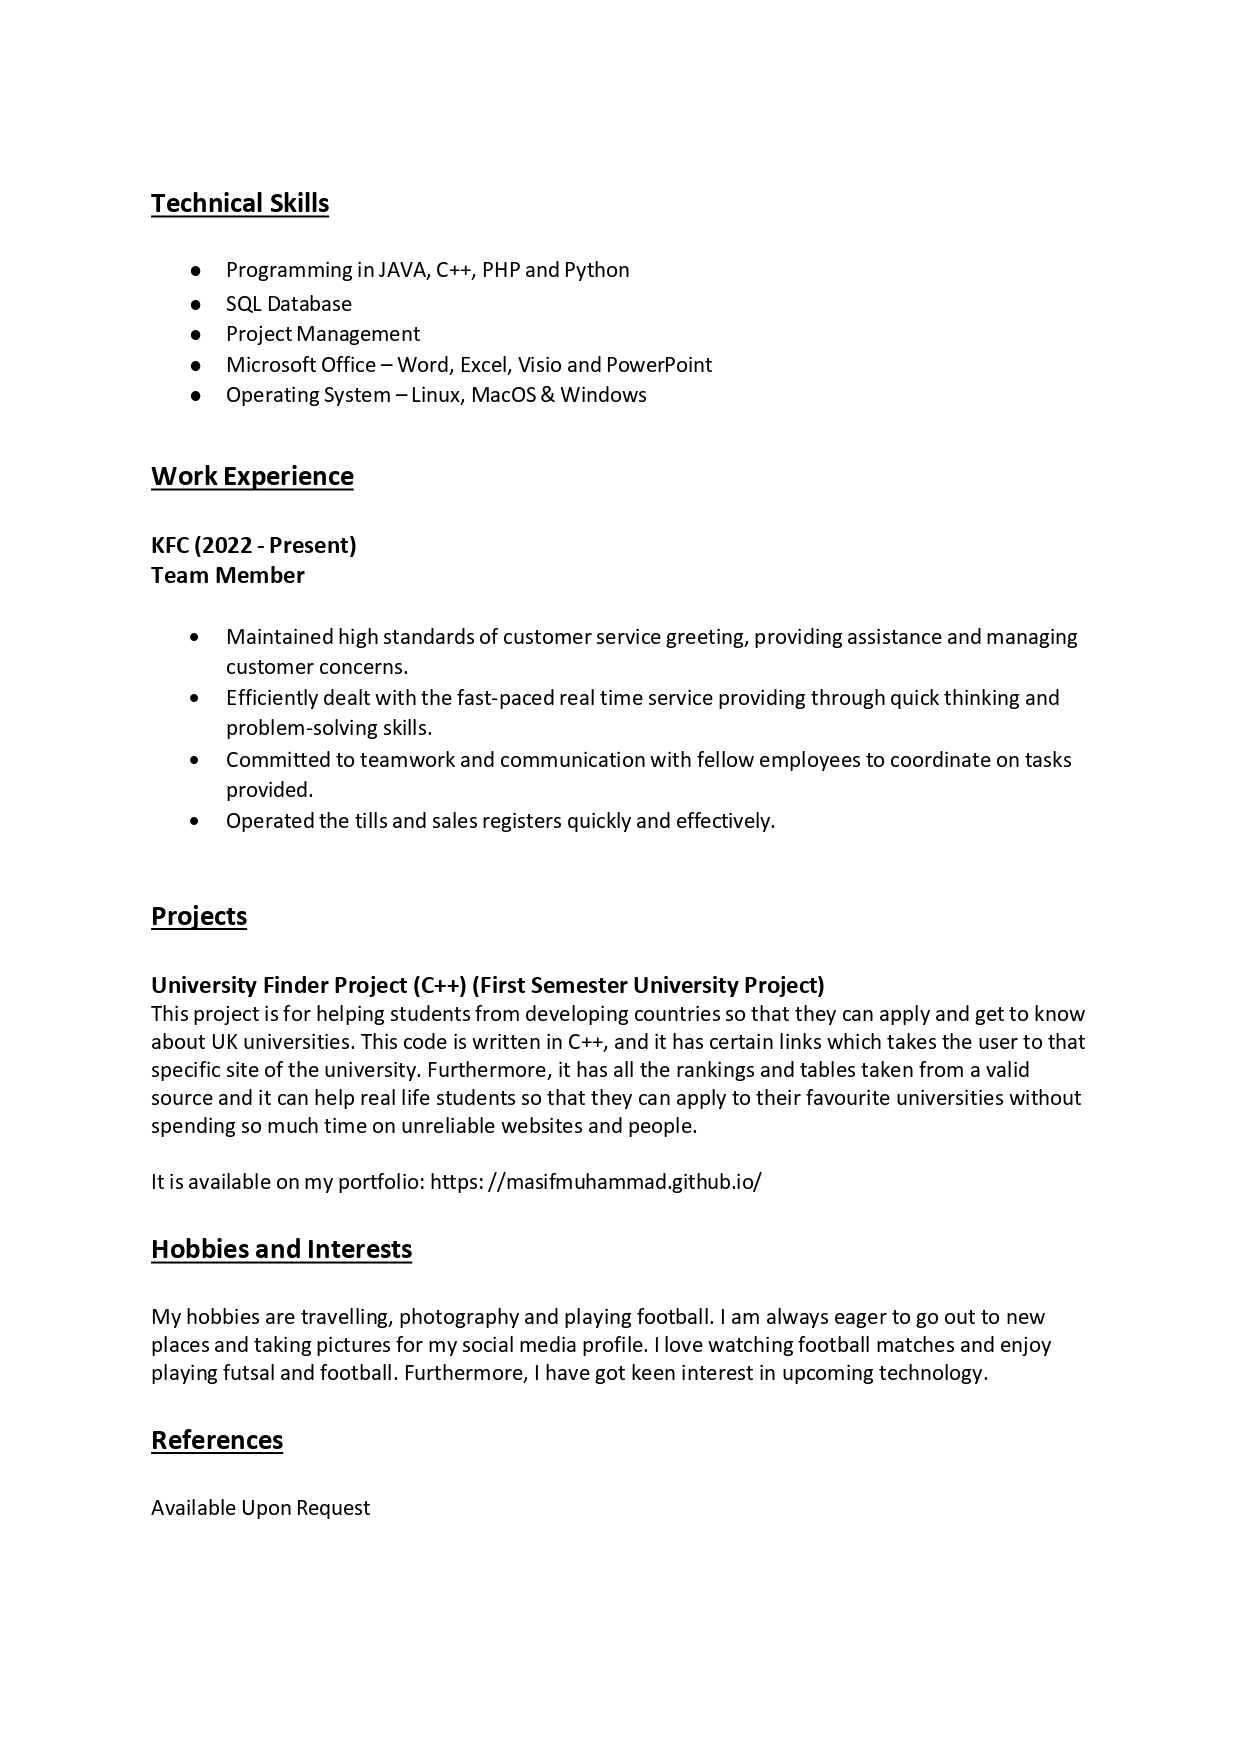 Technical Skills
● Programming in JAVA, C++, PHP and Python
● SQL Database
● Project Management
● Microsoft Office – Word, Excel, Visio and PowerPoint
● Operating System – Linux, MacOS & Windows
Work Experience
KFC (2022 - Present)
Team Member
• Maintained high standards of customer service greeting, providing assistance and managing
customer concerns.
• Efficiently dealt with the fast-paced real time service providing through quick thinking and
problem-solving skills.
• Committed to teamwork and communication with fellow employees to coordinate on tasks
provided.
• Operated the tills and sales registers quickly and effectively.
Projects
University Finder Project (C++) (First Semester University Project)
This project is for helping students from developing countries so that they can apply and get to know
about UK universities. This code is written in C++, and it has certain links which takes the user to that
specific site of the university. Furthermore, it has all the rankings and tables taken from a valid
source and it can help real life students so that they can apply to their favourite universities without
spending so much time on unreliable websites and people.
It is available on my portfolio: https: //masifmuhammad.github.io/
Hobbies and Interests
My hobbies are travelling, photography and playing football. I am always eager to go out to new
places and taking pictures for my social media profile. I love watching football matches and enjoy
playing futsal and football. Furthermore, I have got keen interest in upcoming technology.
References
Available Upon Request